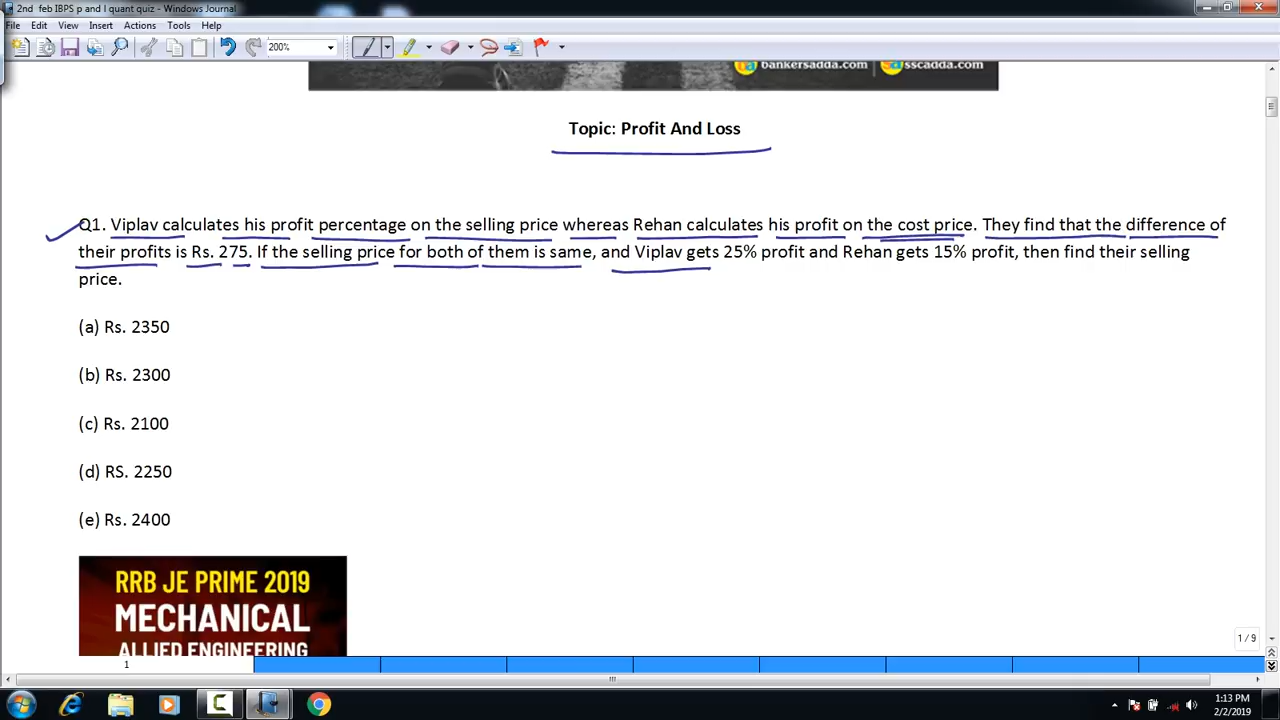 2nd feb IBPS p and I quant quiz - Windows Journal
File Edit View Insert Actions Tools Help
200%
bankersadda.com sscadda.com
Topic: Profit And Loss
Q1. Viplav calculates his profit percentage on the selling price whereas Rehan calculates his profit on the cost price. They find that the difference of
their profits is Rs. 275. If the selling price for both of them is same, and Viplav gets 25% profit and Rehan gets 15% profit, then find their selling
price.
(a) Rs. 2350
(b) Rs. 2300
(c) Rs. 2100
(d) RS. 2250
(e) Rs. 2400
RRB JE PRIME 2019
MECHANICAL
ALLIED ENGINEERING
1 / 9
1
1:13 PM
2/2/2019